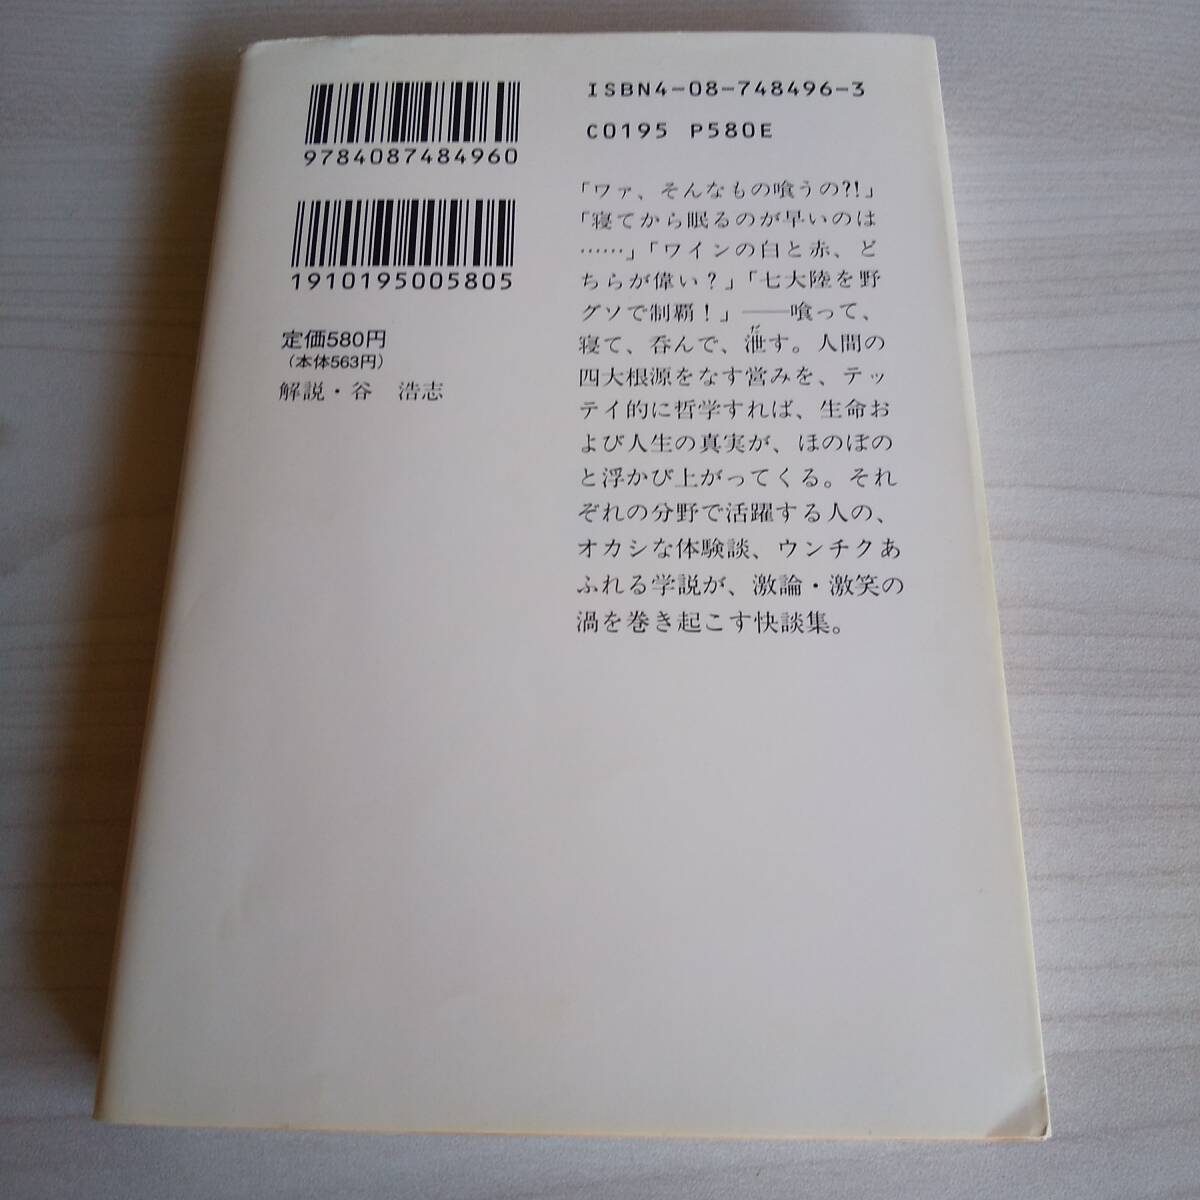 9784087484960
1910195005805
定価580円
（本体563円）
解説・谷　浩志
ISBN4-08-748496-3
C0195 P580E
「ワァ、そんなもの喰うの?!」
「寝てから眠るのが早いのは
……」「ワインの白と赤、ど
ちらが偉い？」「七大陸を野
グソで制覇！」――喰って、
寝て、呑んで、泄す。人間の
だ
四大根源をなす営みを、テッ
テイ的に哲学すれば、生命お
よび人生の真実が、ほのぼの
と浮かび上がってくる。それ
ぞれの分野で活躍する人の、
オカシな体験談、ウンチクあ
ふれる学説が、激論・激笑の
渦を巻き起こす快談集。